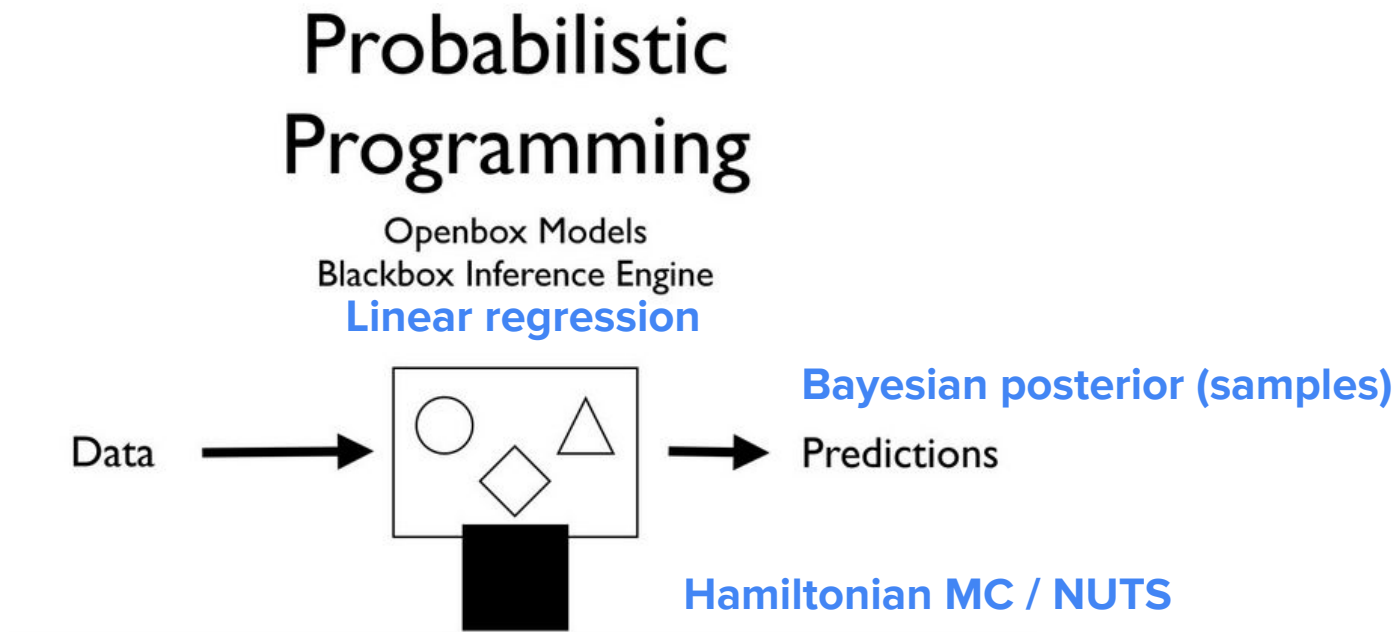 Probabilistic
Programming
Openbox Models
Blackbox Inference Engine
Linear regression
Bayesian posterior (samples)
Data
Predictions
Hamiltonian MC / NUTS